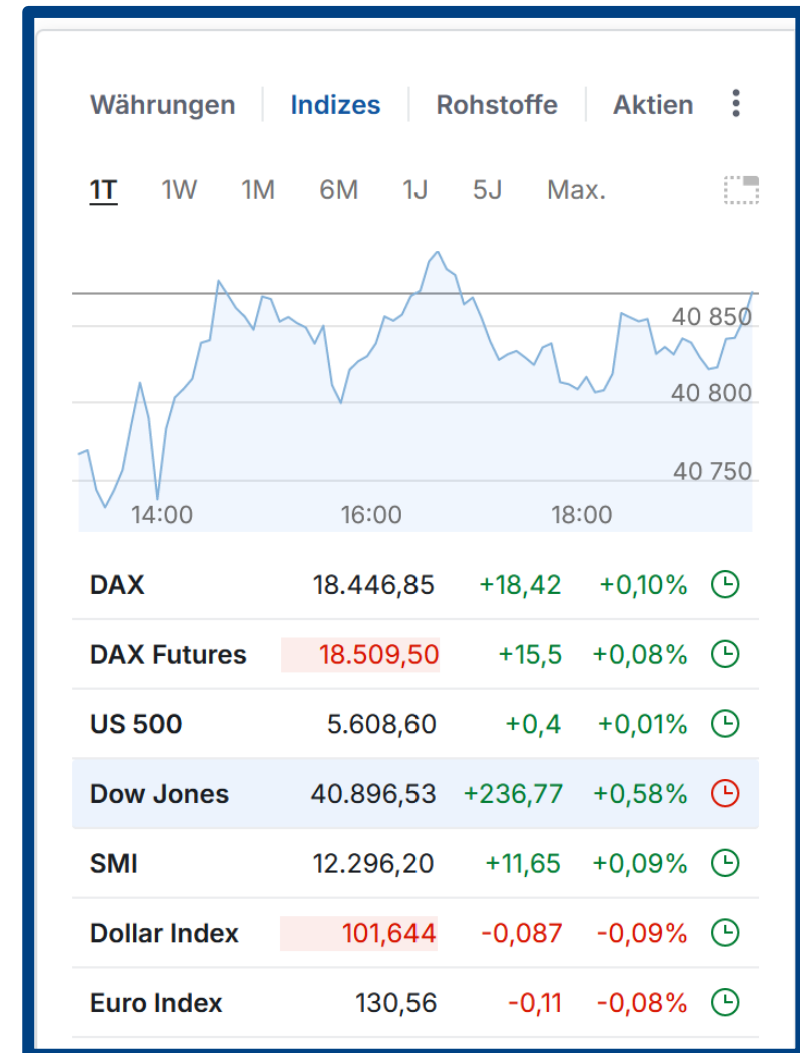 Währungen Indizes Rohstoffe Aktien
1T 1W 1M 6M 1J 5J Max.
40 850
40 800
40 750
14:00 16:00 18:00
DAX 18.446,85 +18,42 +0,10%
DAX Futures 18.509,50 +15,5 +0,08%
US 500 5.608,60 +0,4 +0,01%
Dow Jones 40.896,53 +236,77 +0,58%
SMI 12.296,20 +11,65 +0,09%
Dollar Index 101,644 -0,087 -0,09%
Euro Index 130,56 -0,11 -0,08%